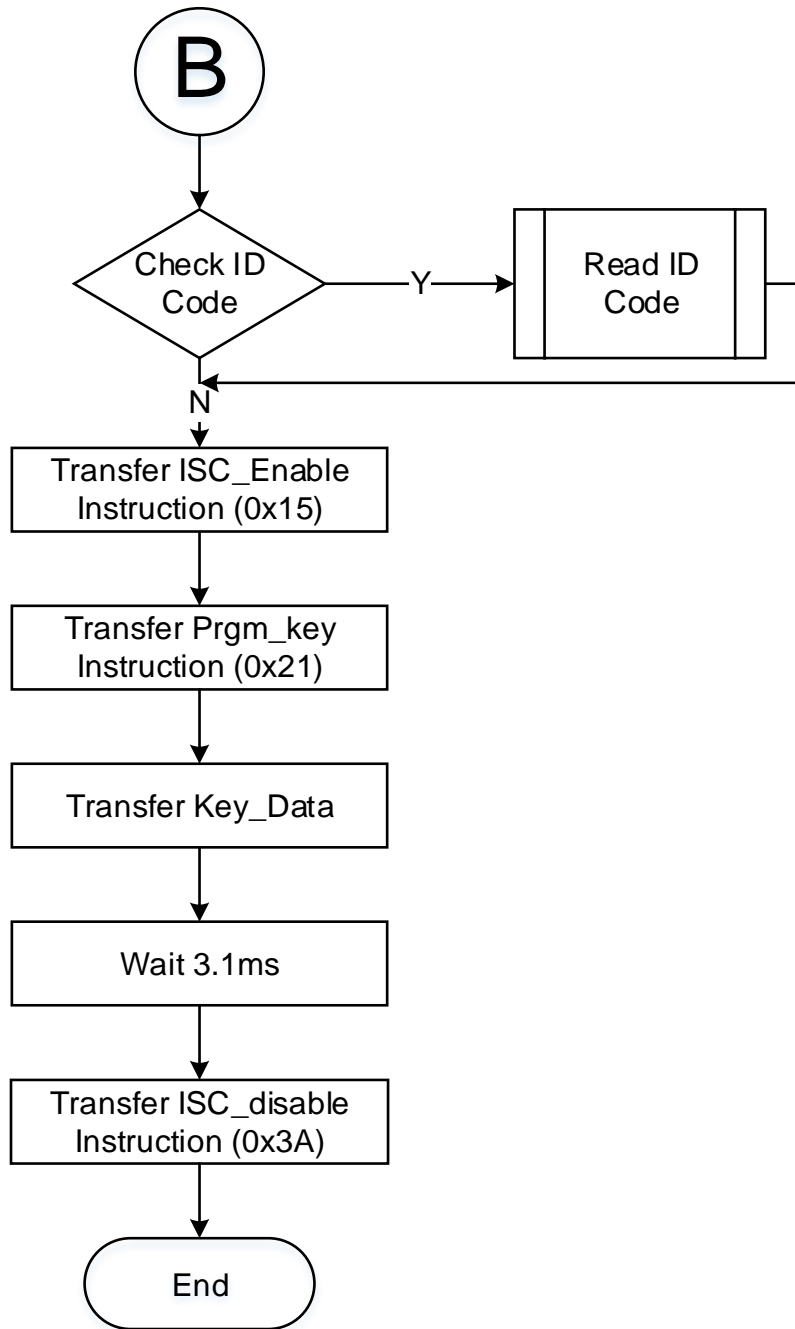 B
Check ID
Code
Y
Read ID
Code
N
Transfer ISC_Enable
Instruction (0x15)
Transfer Prgm_key
Instruction (0x21)
Transfer Key_Data
Wait 3.1ms
Transfer ISC_disable
Instruction (0x3A)
End